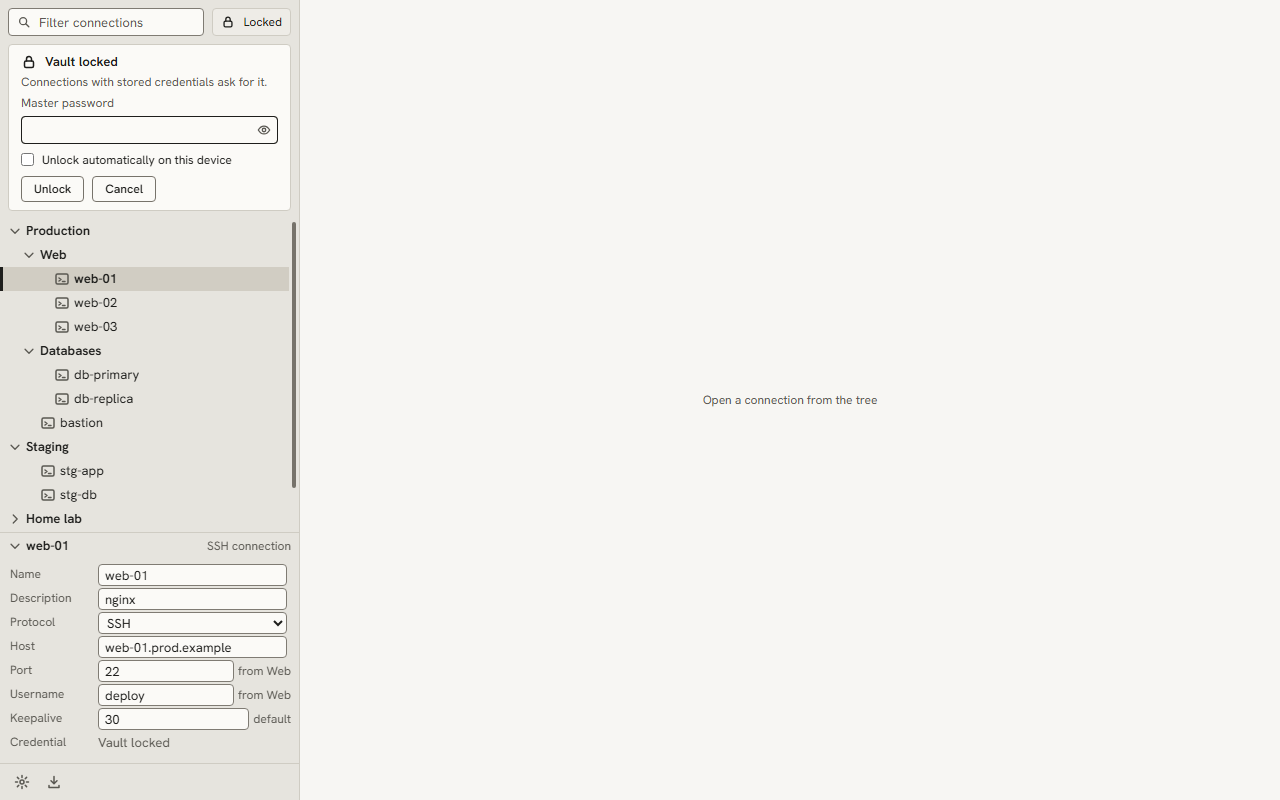 Filter connections
Locked
Vault locked
Connections with stored credentials ask for it.
Master password
Unlock automatically on this device
Unlock
Cancel
Production
Web
web-01
web-02
web-03
Databases
db-primary
db-replica
bastion
Staging
stg-app
stg-db
Home lab
web-01 SSH connection
Name web-01
Description nginx
Protocol SSH
Host web-01.prod.example
Port 22 from Web
Username deploy from Web
Keepalive 30 default
Credential Vault locked
Open a connection from the tree